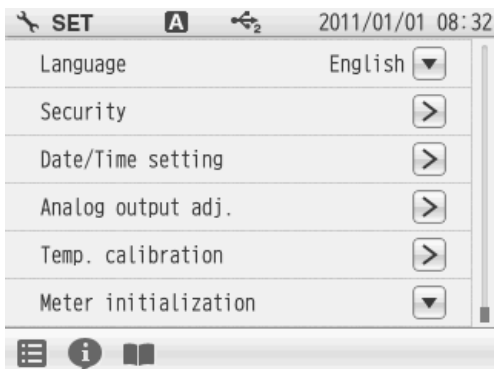 SET A 2 2011/01/01 08:32
Language English
Security
Date/Time setting
Analog output adj.
Temp. calibration
Meter initialization
i